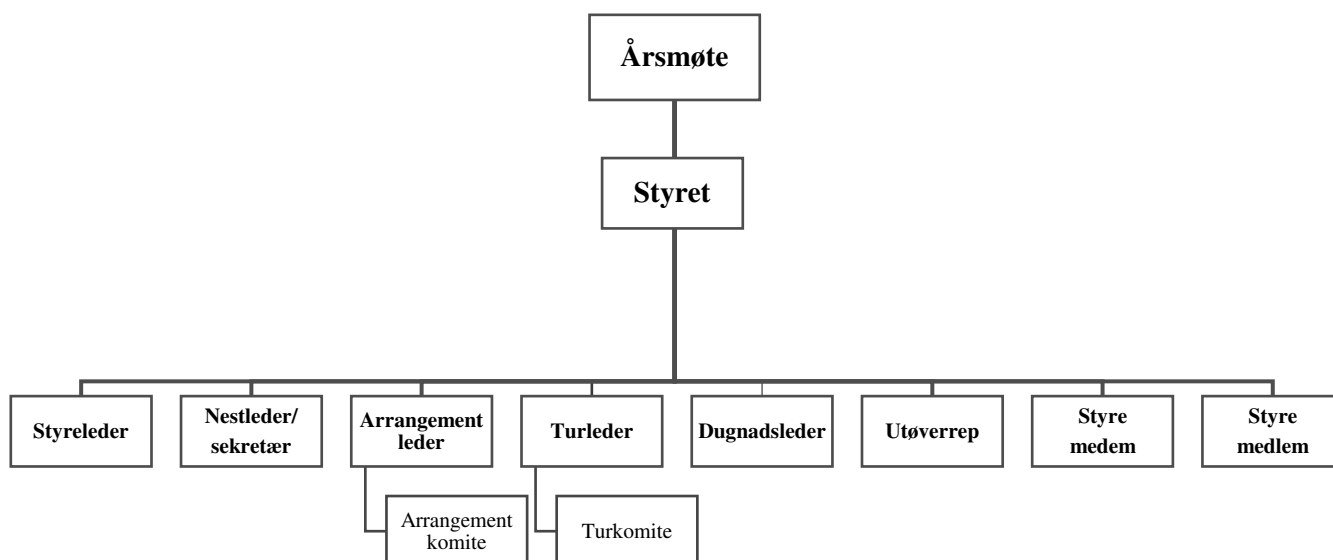 Årsmøte
Styret
Styreleder
Nestleder/
sekretær
Arrangement
leder
Turleder
Dugnadsleder
Utøverrep
Styre
medem
Styre
medlem
Arrangement
komite
Turkomite